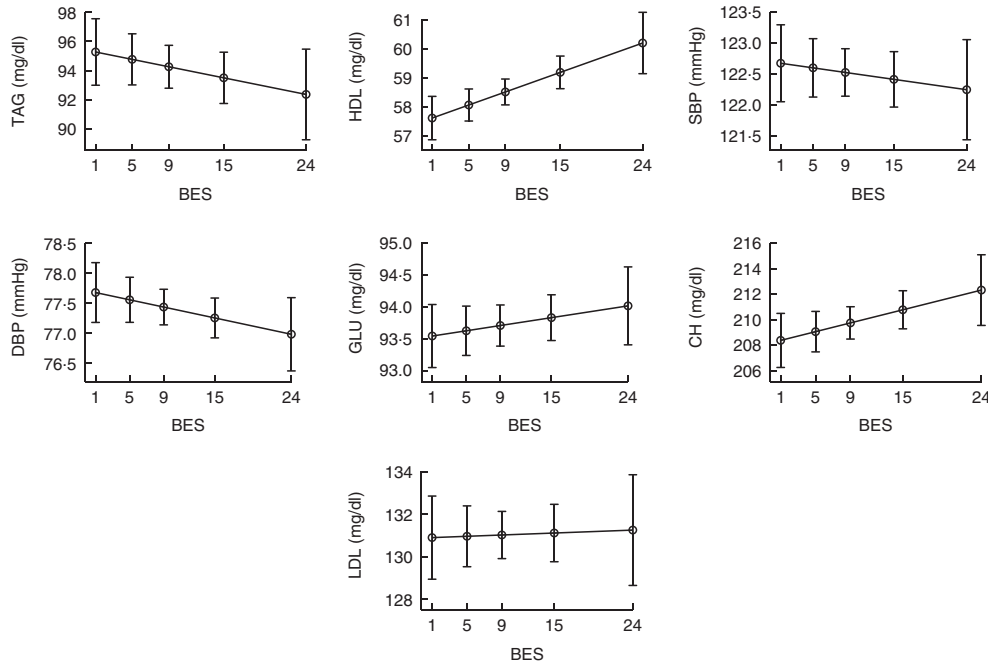 TAG (mg/dl)
98
96
94
92
90
1 5 9 15 24
BES
HDL (mg/dl)
61
60
59
58
57
1 5 9 15 24
BES
SBP (mmHg)
123·5
123·0
122·5
122·0
121·5
1 5 9 15 24
BES
DBP (mmHg)
78·5
78·0
77·5
77·0
76·5
1 5 9 15 24
BES
GLU (mg/dl)
95.0
94.5
94.0
93.5
93.0
1 5 9 15 24
BES
CH (mg/dl)
216
214
212
210
208
206
1 5 9 15 24
BES
LDL (mg/dl)
134
132
130
128
1 5 9 15 24
BES